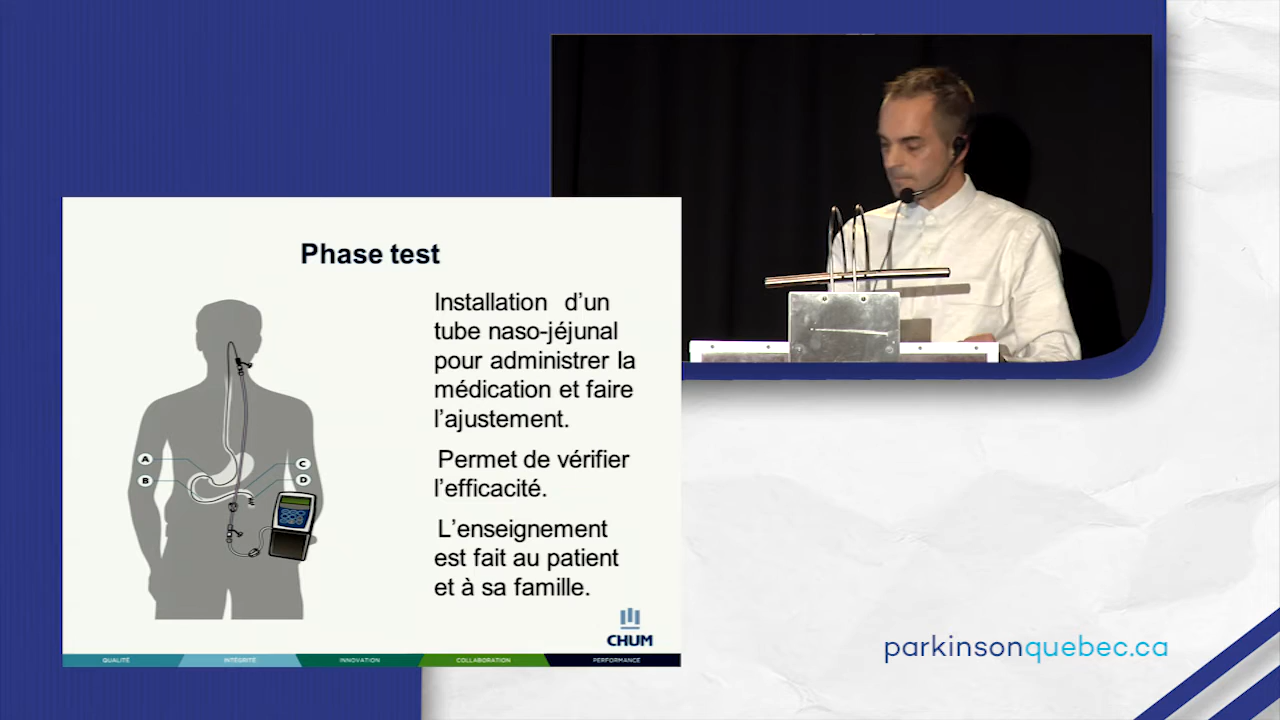 Phase test
Installation d'un
tube naso-jéjunal
pour administrer la
médication et faire
l'ajustement.
Permet de vérifier
l'efficacité.
L'enseignement
est fait au patient
et à sa famille.
A
B
C
D
CHUM
QUALITÉ
INTÉGRITÉ
INNOVATION
COLLABORATION
PERFORMANCE
parkinsonquebec.ca